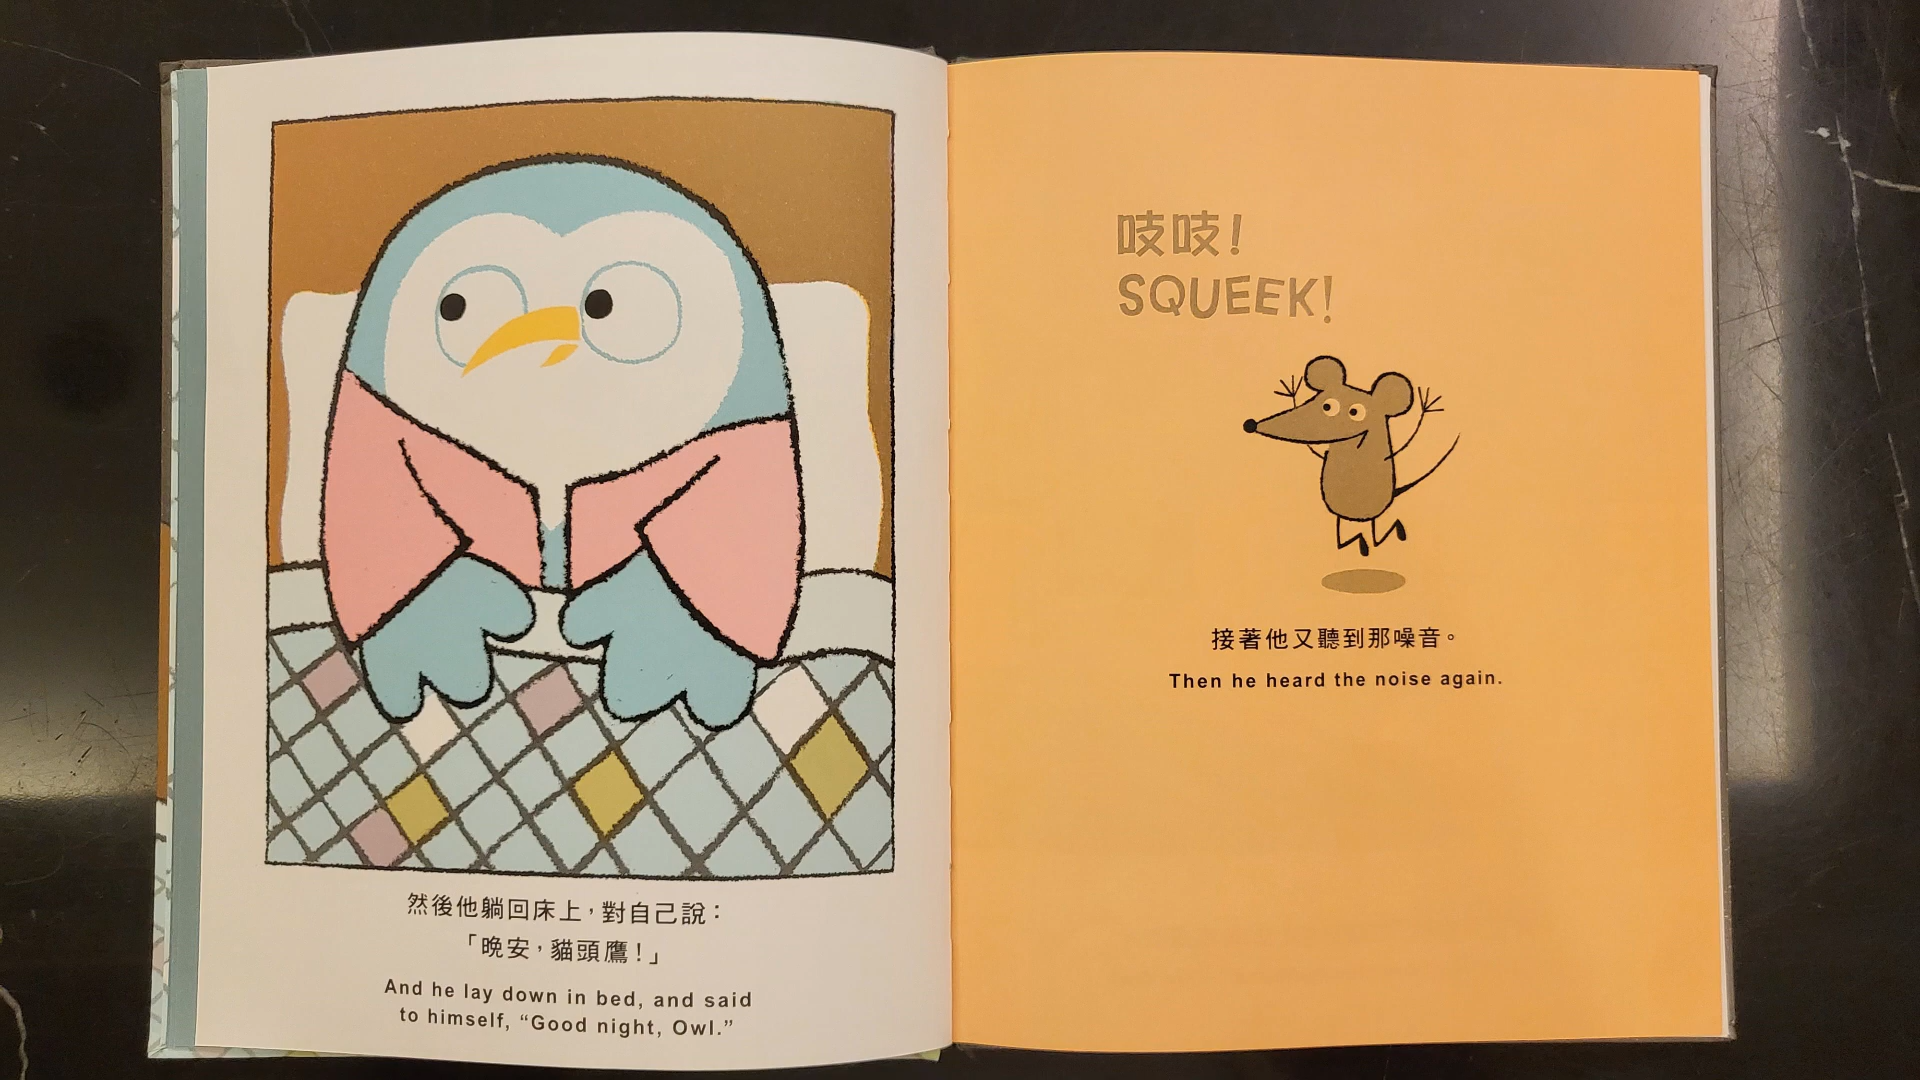 然後他躺回床上，對自己說：
「晚安，貓頭鷹！」
And he lay down in bed, and said
to himself, “Good night, Owl.”
吱吱！
SQUEEK!
接著他又聽到那噪音。
Then he heard the noise again.